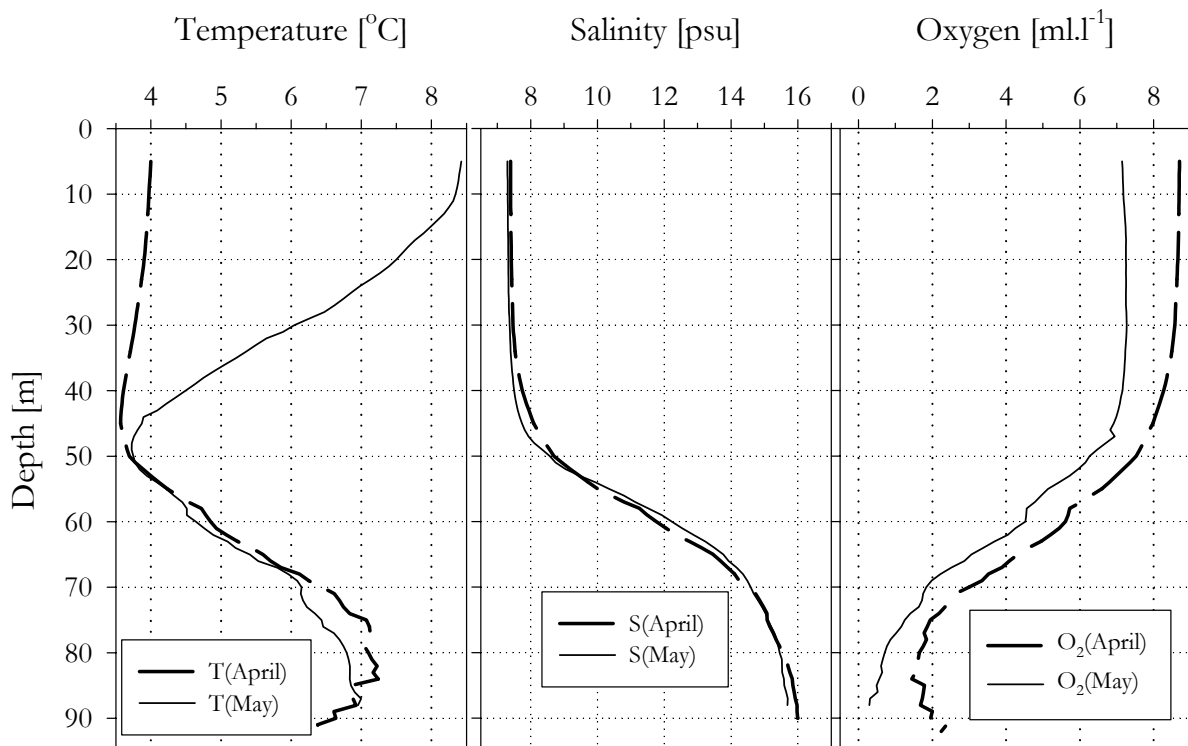 Temperature [°C] Salinity [psu] Oxygen [ml.l⁻¹]
4 5 6 7 8 8 10 12 14 16 0 2 4 6 8
0
10
20
30
40
50
60
70
80
90
Depth [m]
T(April)
T(May)
S(April)
S(May)
O₂(April)
O₂(May)